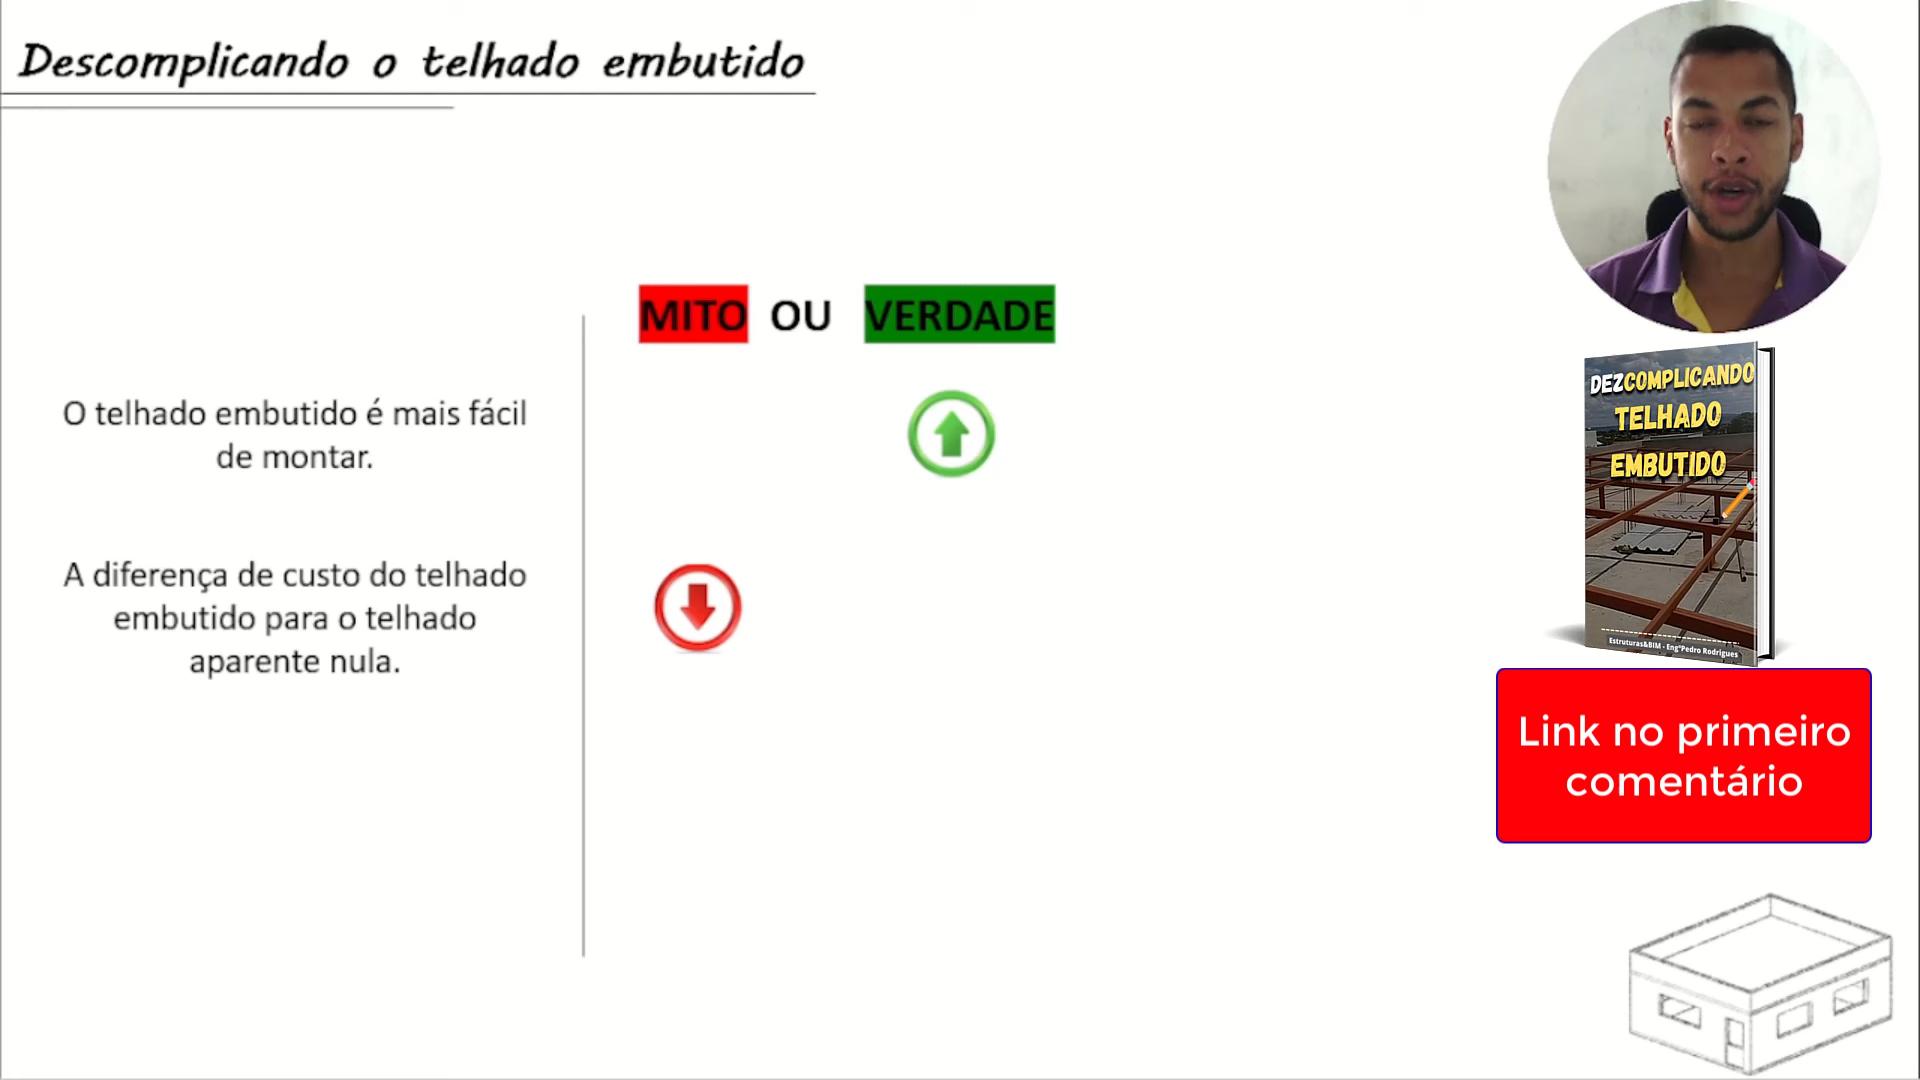 Descomplicando o telhado embutido
MITO OU VERDADE
O telhado embutido é mais fácil
de montar.
A diferença de custo do telhado
embutido para o telhado
aparente nula.
DEZCOMPLICANDO
TELHADO
EMBUTIDO
Estruturas&BIM - Eng°Pedro Rodrigues
Link no primeiro
comentário